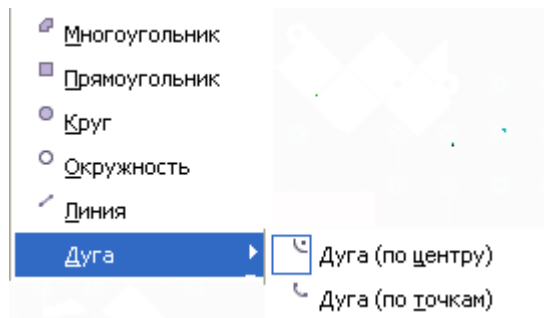 Многоугольник
Прямоугольник
Круг
Окружность
Линия
Дуга
Дуга (по центру)
Дуга (по точкам)